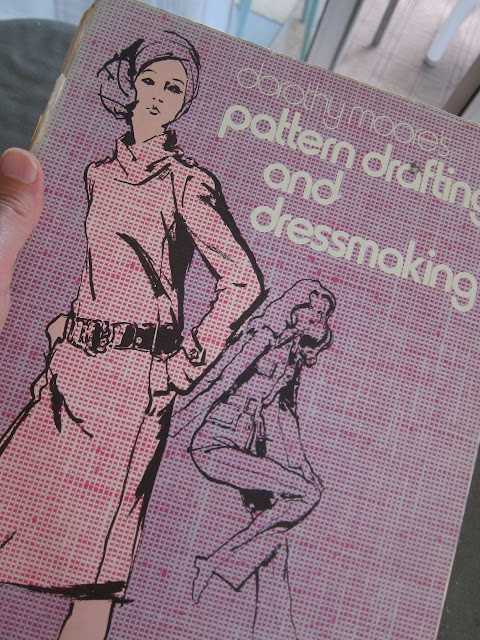 dorothy moore's
pattern drafting
and
dressmaking